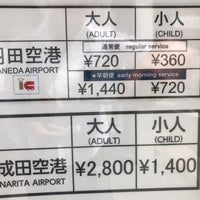 大人 小人
(ADULT) (CHILD)
通常便 regular service
羽田空港 ¥720 ¥360
HANEDA AIRPORT
●早朝便 early morning service
IC ¥1,440 ¥720
大人 小人
(ADULT) (CHILD)
成田空港 ¥2,800 ¥1,400
NARITA AIRPORT